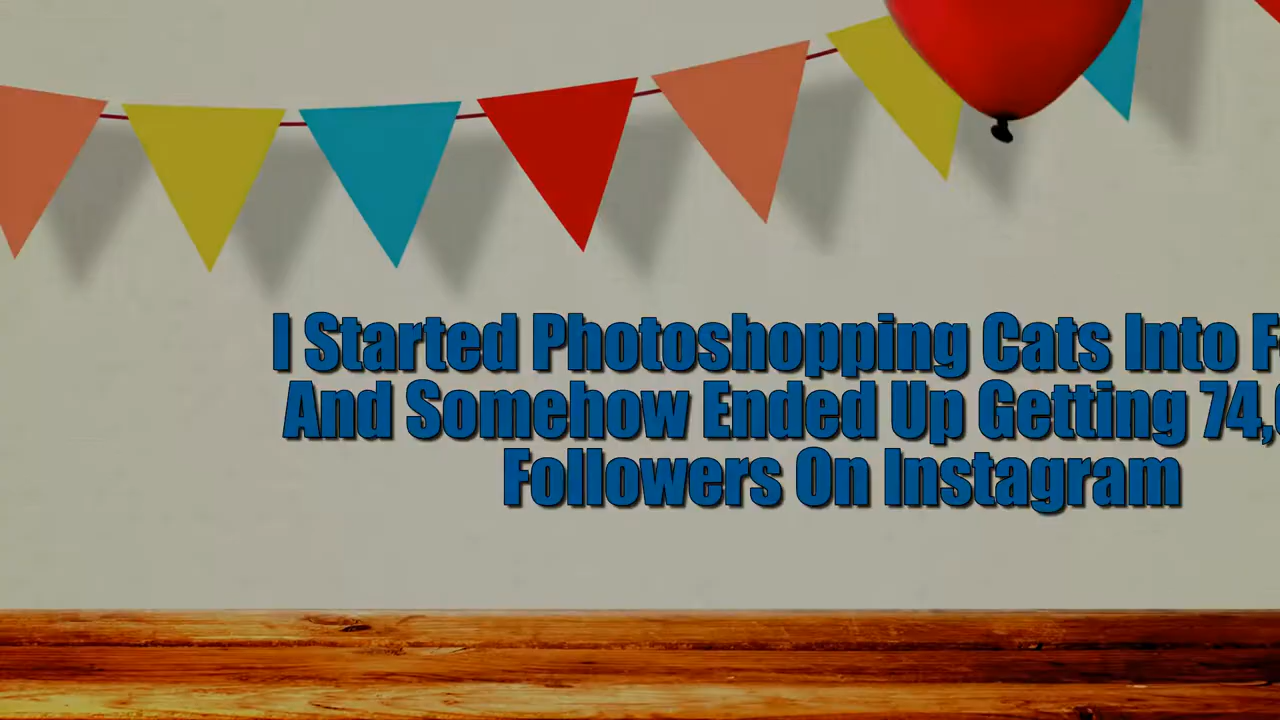 I Started Photoshopping Cats Into
And Somehow Ended Up Getting
Followers On Instagram